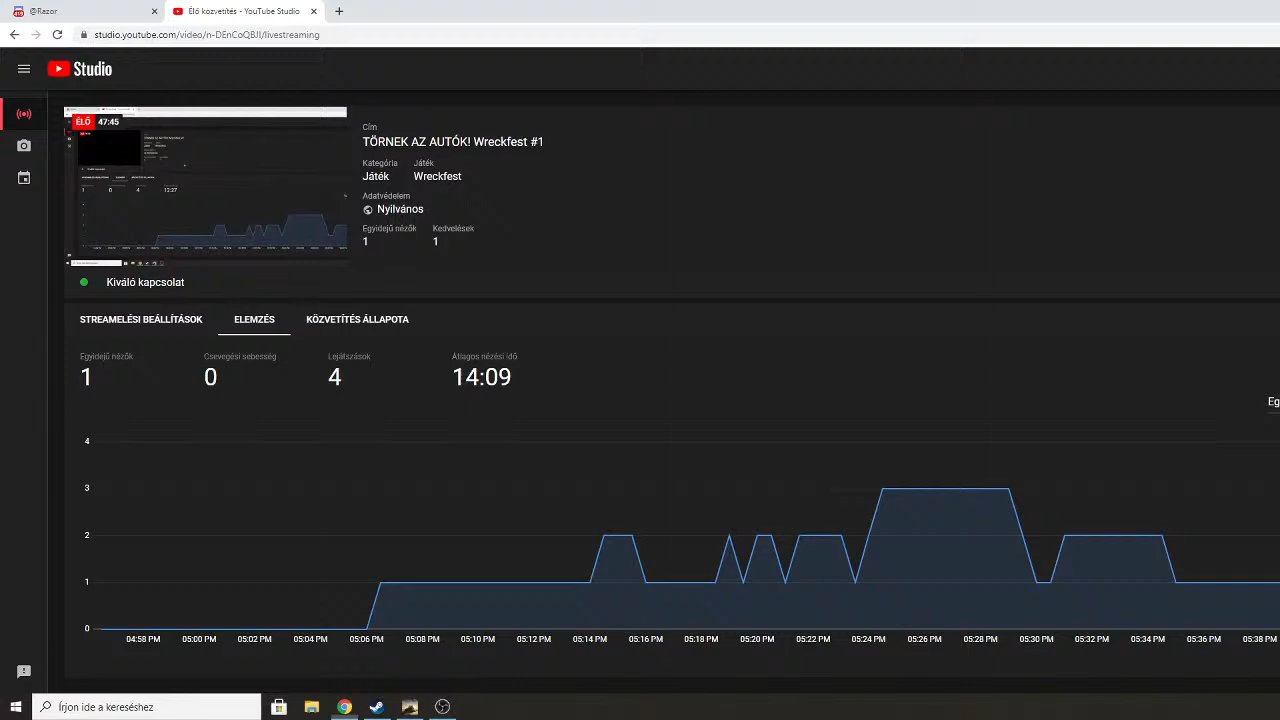 @Razor
Élő közvetítés - YouTube Studio
studio.youtube.com/video/n-DEnCoQBJI/livestreaming
Studio
ÉLŐ 47:45
Cím
TÖRNEK AZ AUTÓK! Wreckfest #1
Kategória Játék
Játék Wreckfest
Adatvédelem
Nyilvános
Egyidejű nézők Kedvelések
1 1
Kiváló kapcsolat
STREAMELÉSI BEÁLLÍTÁSOK ELEMZÉS KÖZVETÍTÉS ÁLLAPOTA
Egyidejű nézők Csevegési sebesség Lejátszások Átlagos nézési idő
1 0 4 14:09
Eg
4
3
2
1
0
04:58 PM 05:00 PM 05:02 PM 05:04 PM 05:06 PM 05:08 PM 05:10 PM 05:12 PM 05:14 PM 05:16 PM 05:18 PM 05:20 PM 05:22 PM 05:24 PM 05:26 PM 05:28 PM 05:30 PM 05:32 PM 05:34 PM 05:36 PM 05:38 PM
Írjon ide a kereséshez